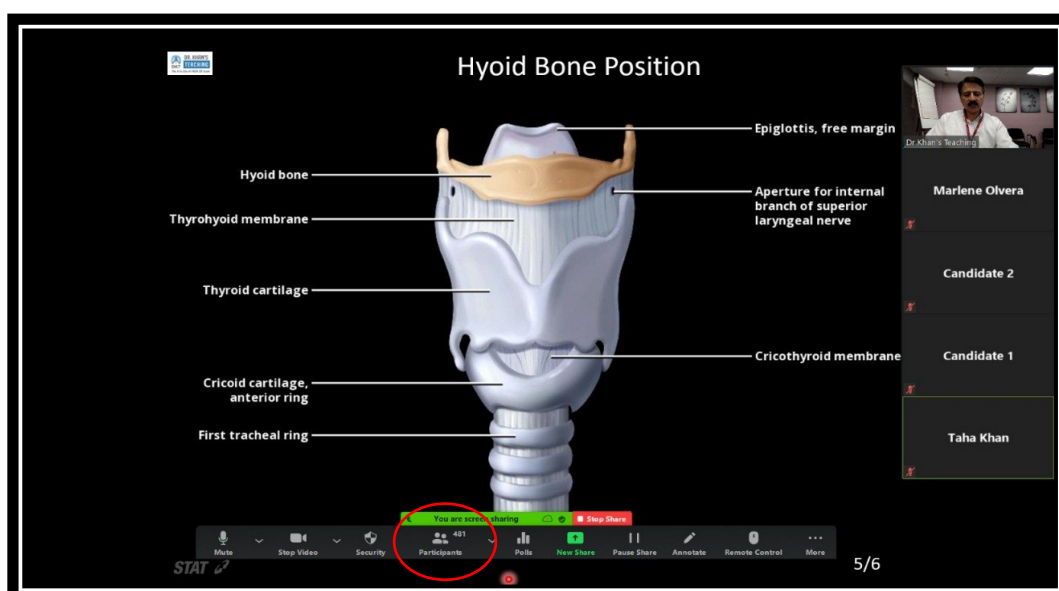 DR. KHAN'S
TEACHING
Hyoid Bone Position
Epiglottis, free margin
Hyoid bone
Aperture for internal
branch of superior
laryngeal nerve
Thyrohyoid membrane
Thyroid cartilage
Cricothyroid membrane
Cricoid cartilage,
anterior ring
First tracheal ring
Dr.Khan's Teaching
Marlene Olvera
Candidate 2
Candidate 1
Taha Khan
You are screen sharing
Stop Share
Mute
Stop Video
Security
Participants
481
Polls
New Share
Pause Share
Annotate
Remote Control
More
STAT
5/6